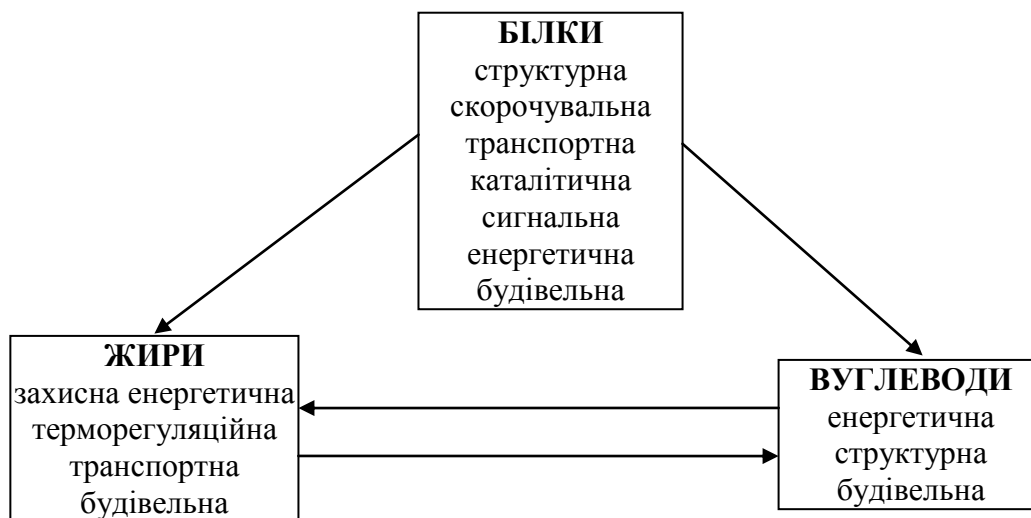 БІЛКИ
структурна
скорочувальна
транспортна
каталітична
сигнальна
енергетична
будівельна
ЖИРИ
захисна енергетична
терморегуляційна
транспортна
будівельна
ВУГЛЕВОДИ
енергетична
структурна
будівельна